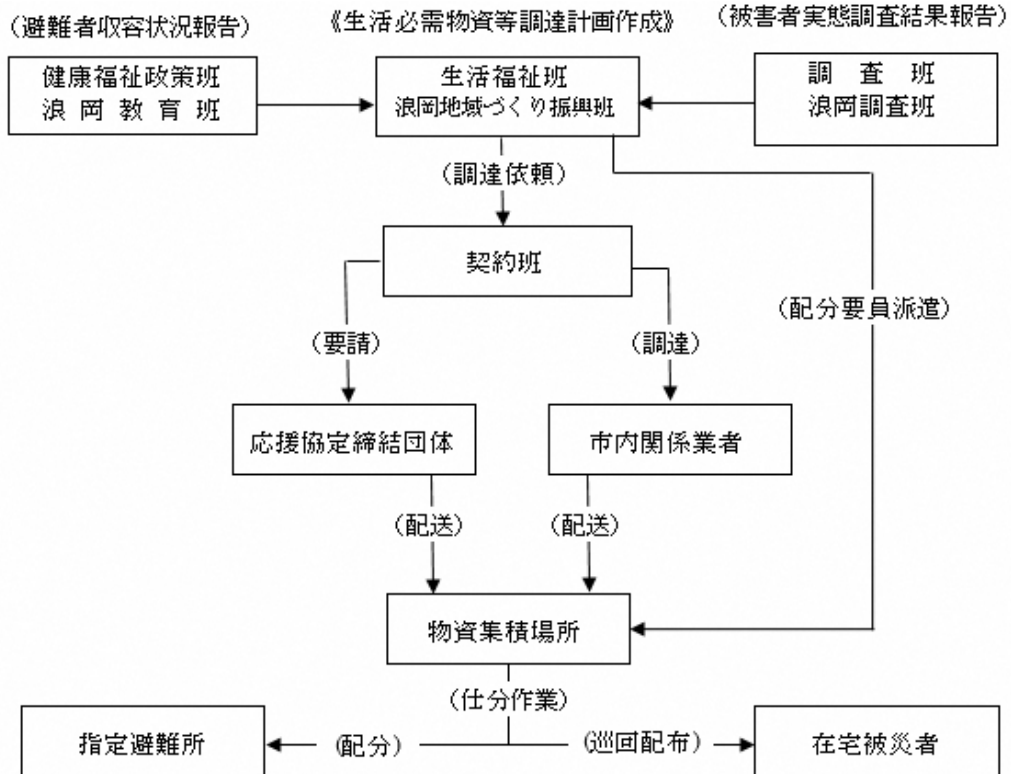 （避難者収容状況報告）
《生活必需物資等調達計画作成》
（被害者実態調査結果報告）
健康福祉政策班
浪岡教育班
生活福祉班
浪岡地域づくり振興班
調査班
浪岡調査班
（調達依頼）
契約班
（配分要員派遣）
（要請）
（調達）
応援協定締結団体
市内関係業者
（配送）
（配送）
物資集積場所
（仕分作業）
指定避難所
（配分）
（巡回配布）
在宅被災者